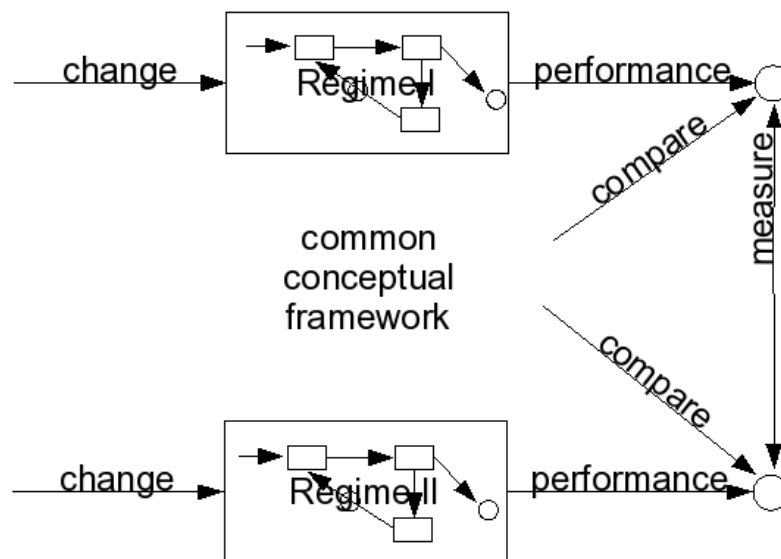 change
Regime I
performance
compare
measure
common
conceptual
framework
compare
change
Regime II
performance